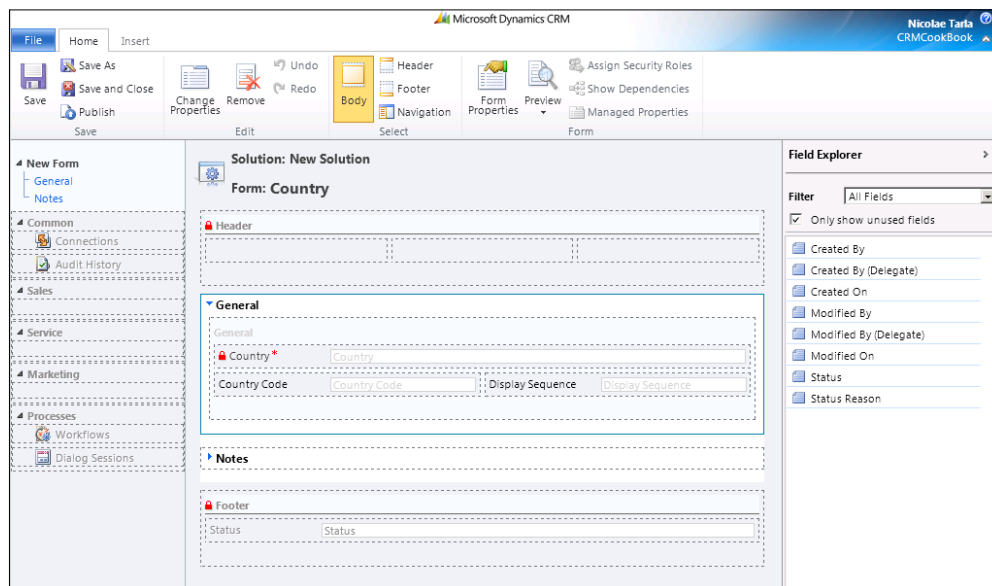 Microsoft Dynamics CRM
Nicolae Tarla
CRMCookBook
File Home Insert
Save
Save As
Save and Close
Publish
Save
Change Properties
Remove
Undo
Redo
Edit
Body
Header
Footer
Navigation
Select
Form Properties
Preview
Assign Security Roles
Show Dependencies
Managed Properties
Form
New Form
General
Notes
Common
Connections
Audit History
Sales
Service
Marketing
Processes
Workflows
Dialog Sessions
Solution: New Solution
Form: Country
Header
General
General
Country* Country
Country Code Country Code Display Sequence Display Sequence
Notes
Footer
Status Status
Field Explorer >
Filter All Fields
Only show unused fields
Created By
Created By (Delegate)
Created On
Modified By
Modified By (Delegate)
Modified On
Status
Status Reason